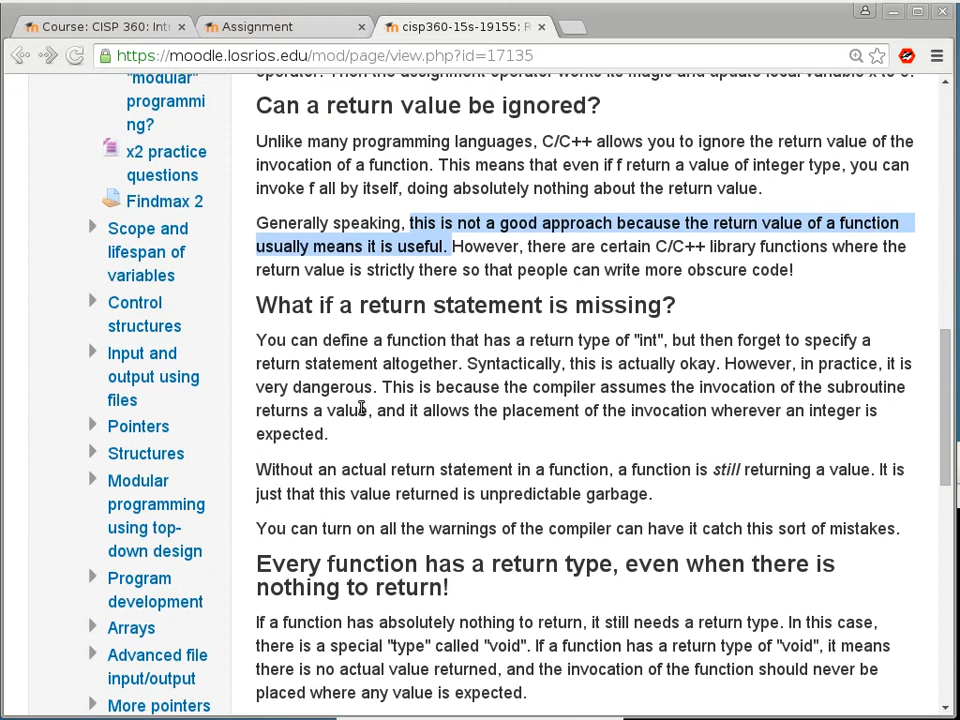 Course: CISP 360: Int
Assignment
cisp360-15s-19155: R
https://moodle.losrios.edu/mod/page/view.php?id=17135
"modular"
programmi
ng?
x2 practice
questions
Findmax 2
Scope and
lifespan of
variables
Control
structures
Input and
output using
files
Pointers
Structures
Modular
programming
using top-
down design
Program
development
Arrays
Advanced file
input/output
More pointers
operator. Then the assignment operator works its magic and update local variable x to 8.
Can a return value be ignored?
Unlike many programming languages, C/C++ allows you to ignore the return value of the
invocation of a function. This means that even if f return a value of integer type, you can
invoke f all by itself, doing absolutely nothing about the return value.
Generally speaking, this is not a good approach because the return value of a function
usually means it is useful. However, there are certain C/C++ library functions where the
return value is strictly there so that people can write more obscure code!
What if a return statement is missing?
You can define a function that has a return type of "int", but then forget to specify a
return statement altogether. Syntactically, this is actually okay. However, in practice, it is
very dangerous. This is because the compiler assumes the invocation of the subroutine
returns a value, and it allows the placement of the invocation wherever an integer is
expected.
Without an actual return statement in a function, a function is still returning a value. It is
just that this value returned is unpredictable garbage.
You can turn on all the warnings of the compiler can have it catch this sort of mistakes.
Every function has a return type, even when there is
nothing to return!
If a function has absolutely nothing to return, it still needs a return type. In this case,
there is a special "type" called "void". If a function has a return type of "void", it means
there is no actual value returned, and the invocation of the function should never be
placed where any value is expected.